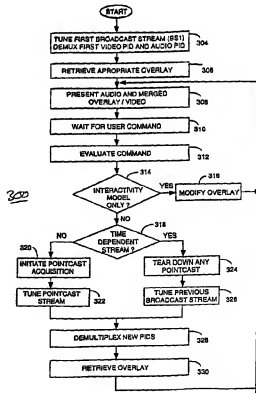 START
TUNE FIRST BROADCAST STREAM (BS1)
DEMUX FIRST VIDEO PID AND AUDIO PID
304
RETRIEVE APROPRIATE OVERLAY
306
PRESENT AUDIO AND MERGED
OVERLAY / VIDEO
308
WAIT FOR USER COMMAND
310
EVALUATE COMMAND
312
314
INTERACTIVITY
MODEL
ONLY ?
YES
316
MODIFY OVERLAY
300
NO
318
TIME
DEPENDENT
STREAM ?
NO
YES
320
INITIATE POINTCAST
ACQUISITION
TUNE POINTCAST
STREAM
322
TEAR DOWN ANY
POINTCAST
324
TUNE PREVIOUS
BROADCAST STREAM
326
DEMULTIPLEX NEW PIDS
328
RETRIEVE OVERLAY
330